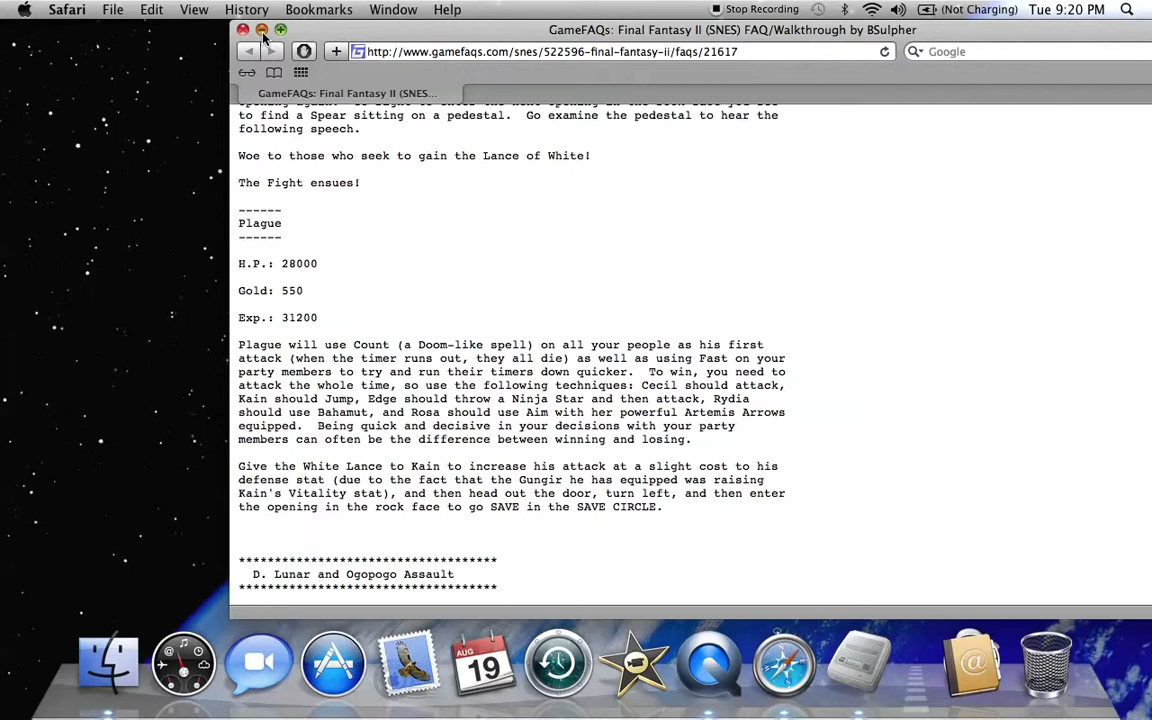 Safari File Edit View History Bookmarks Window Help Stop Recording (Not Charging) Tue 9:20 PM
GameFAQs: Final Fantasy II (SNES) FAQ/Walkthrough by BSulpher
http://www.gamefaqs.com/snes/522596-final-fantasy-ii/faqs/21617 Google
GameFAQs: Final Fantasy II (SNES...
to find a Spear sitting on a pedestal.  Go examine the pedestal to hear the
following speech.
Woe to those who seek to gain the Lance of White!
The Fight ensues!
------
Plague
------
H.P.: 28000
Gold: 550
Exp.: 31200
Plague will use Count (a Doom-like spell) on all your people as his first
attack (when the timer runs out, they all die) as well as using Fast on your
party members to try and run their timers down quicker.  To win, you need to
attack the whole time, so use the following techniques: Cecil should attack,
Kain should Jump, Edge should throw a Ninja Star and then attack, Rydia
should use Bahamut, and Rosa should use Aim with her powerful Artemis Arrows
equipped.  Being quick and decisive in your decisions with your party
members can often be the difference between winning and losing.
Give the White Lance to Kain to increase his attack at a slight cost to his
defense stat (due to the fact that the Gungir he has equipped was raising
Kain's Vitality stat), and then head out the door, turn left, and then enter
the opening in the rock face to go SAVE in the SAVE CIRCLE.
************************************
D. Lunar and Ogopogo Assault
************************************
AUG
19